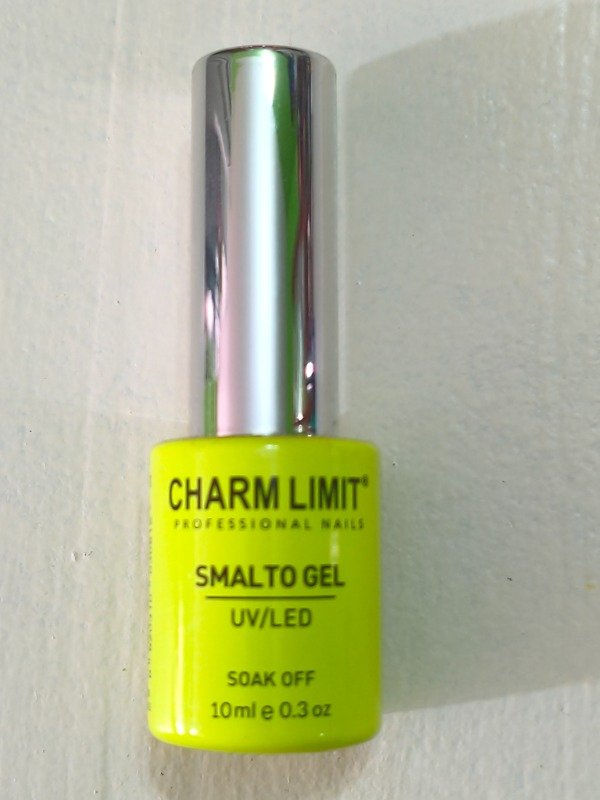 CHARM LIMIT®
PROFESSIONAL NAILS
SMALTO GEL
UV/LED
SOAK OFF
10ml e 0.3 oz